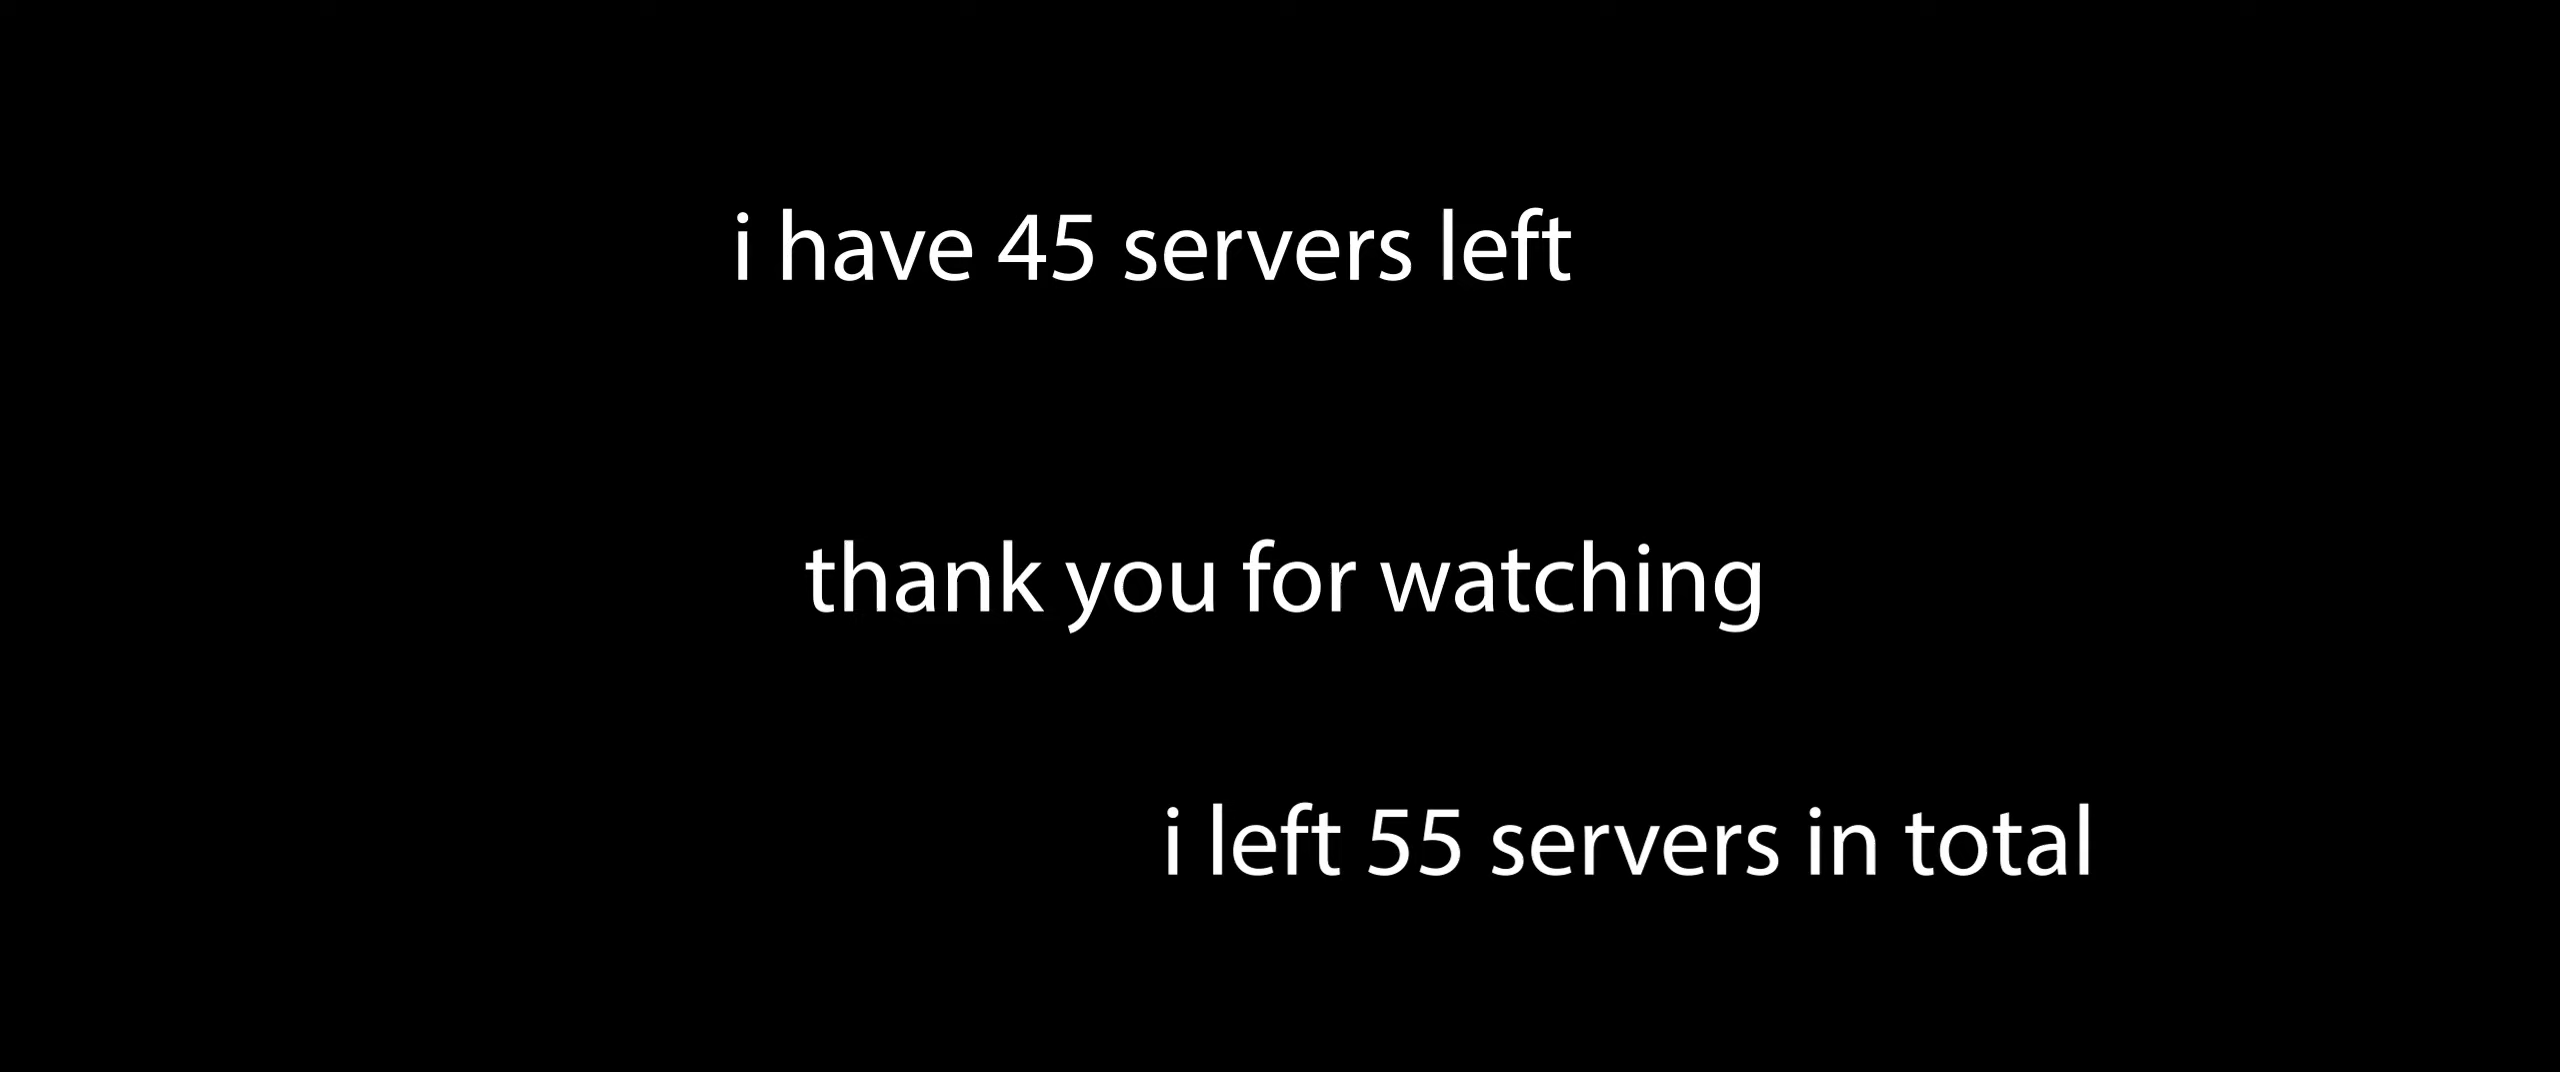 i have 45 servers left
thank you for watching
i left 55 servers in total